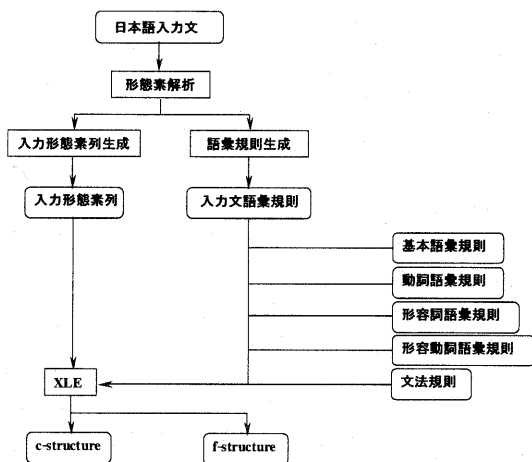 日本語入力文
形態素解析
入力形態素列生成
語彙規則生成
入力形態素列
入力文語彙規則
基本語彙規則
動詞語彙規則
形容詞語彙規則
形容動詞語彙規則
XLE
文法規則
c-structure
f-structure